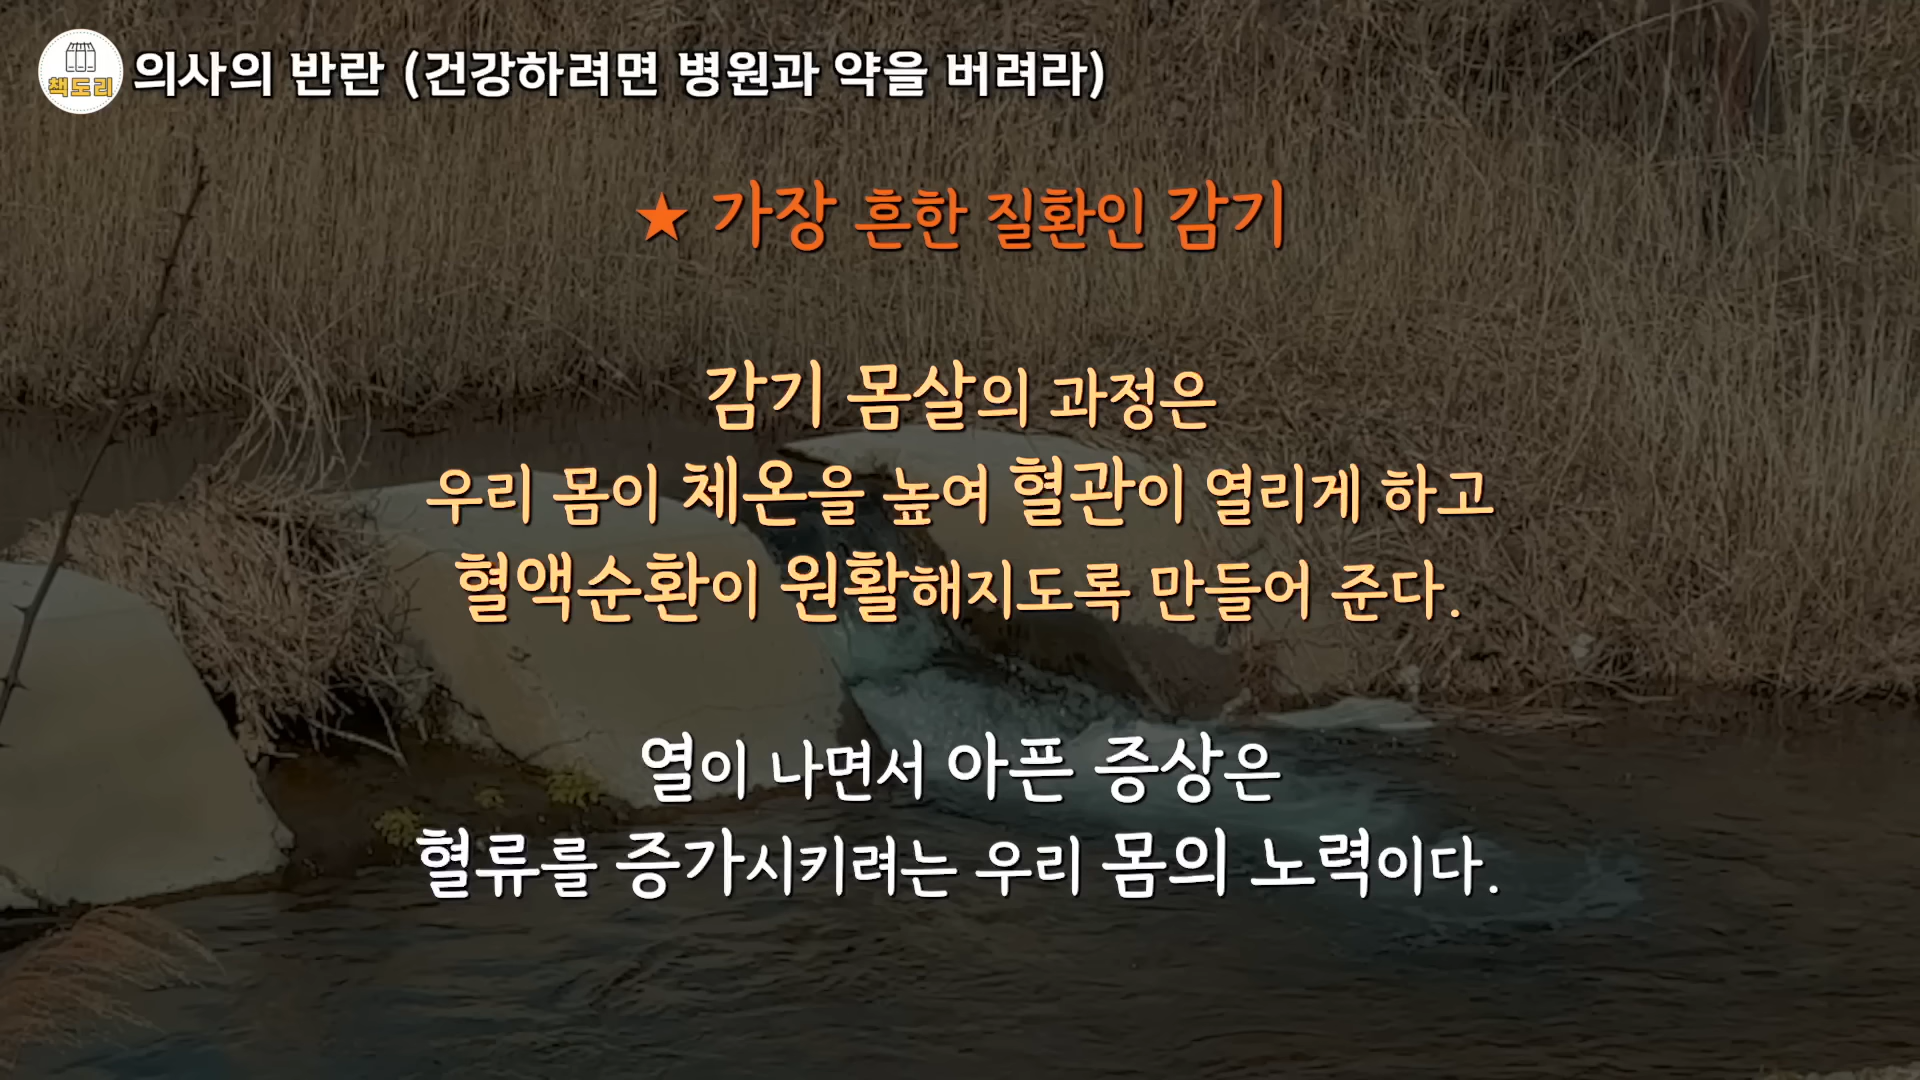 책도리
의사의 반란 (건강하려면 병원과 약을 버려라)
★ 가장 흔한 질환인 감기
감기 몸살의 과정은
우리 몸이 체온을 높여 혈관이 열리게 하고
혈액순환이 원활해지도록 만들어 준다.
열이 나면서 아픈 증상은
혈류를 증가시키려는 우리 몸의 노력이다.